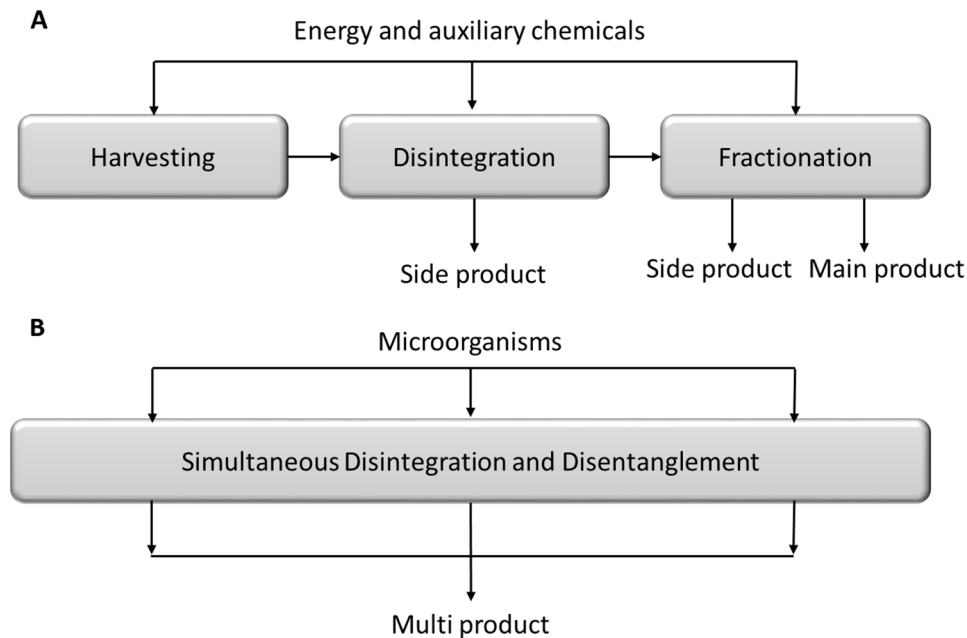 A
Energy and auxiliary chemicals
Harvesting
Disintegration
Fractionation
Side product
Side product
Main product
B
Microorganisms
Simultaneous Disintegration and Disentanglement
Multi product